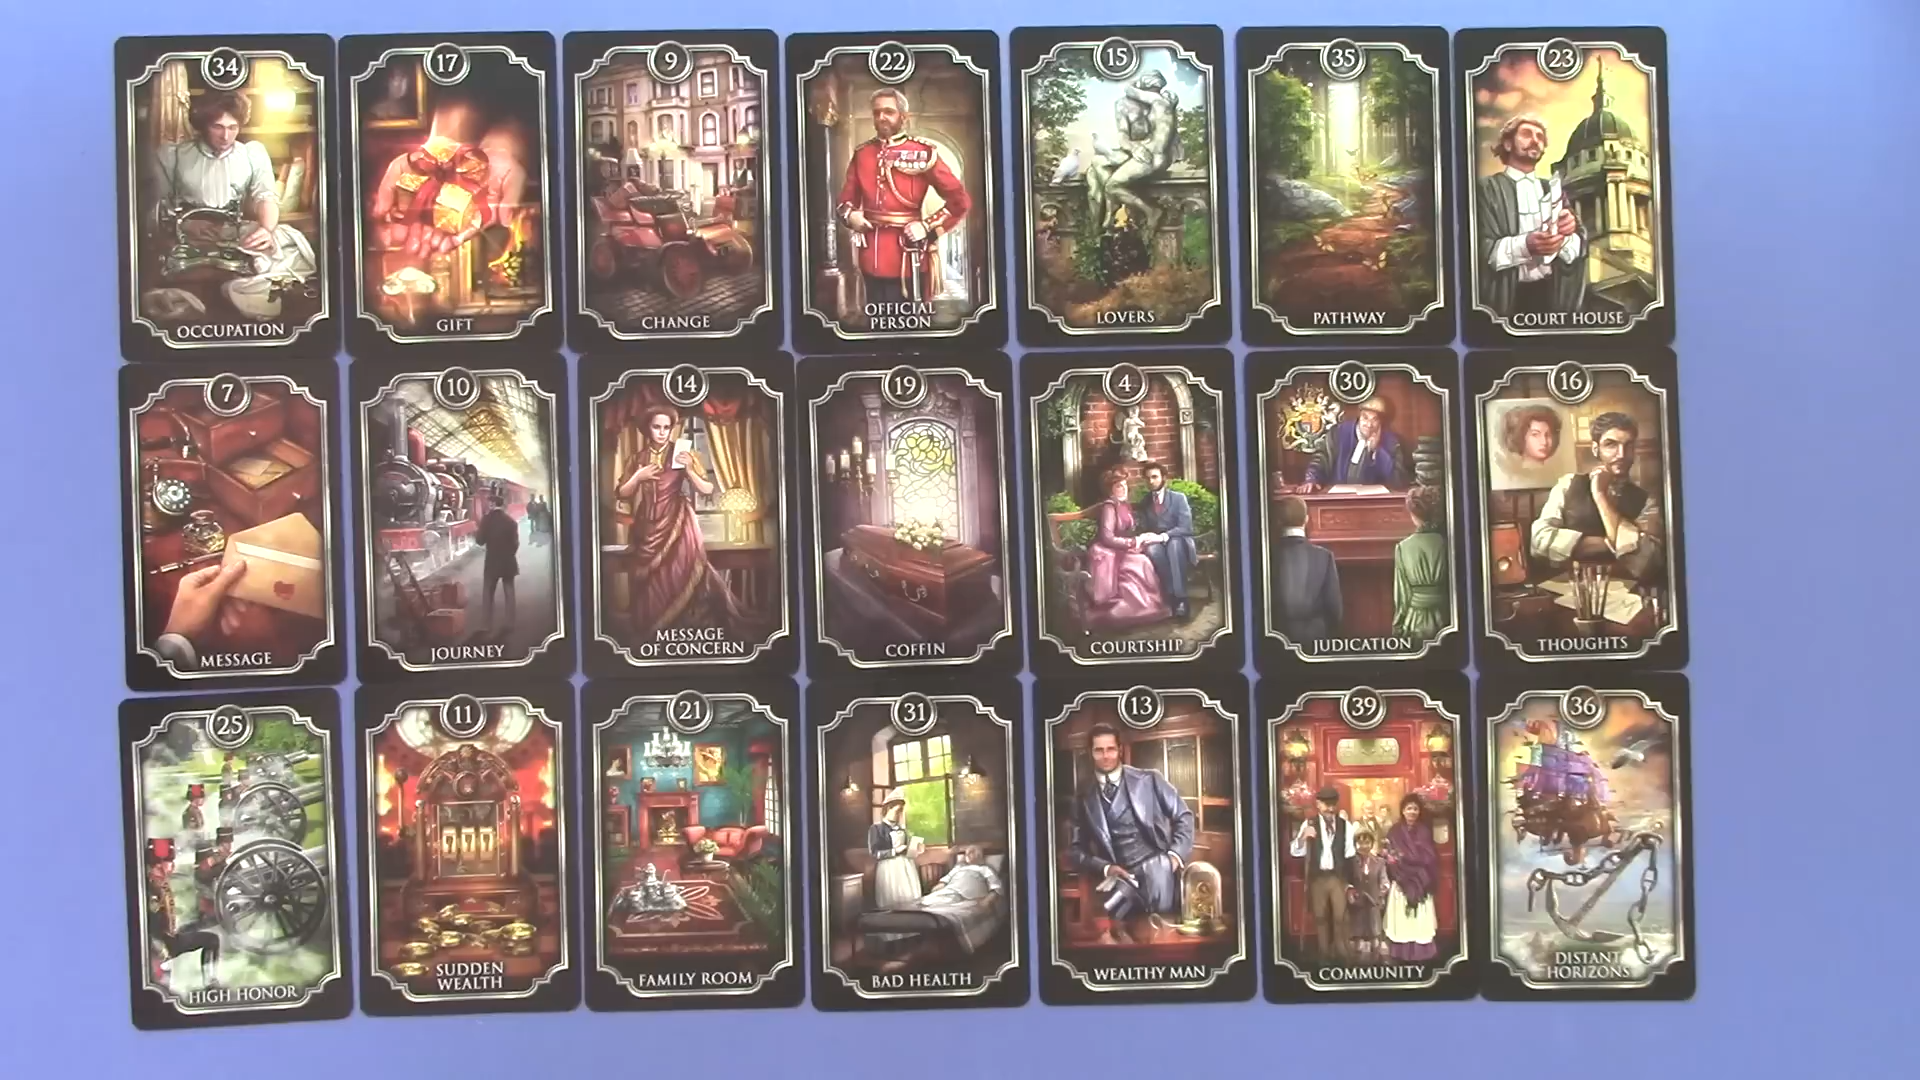 34
OCCUPATION
17
GIFT
9
CHANGE
22
OFFICIAL
PERSON
15
LOVERS
35
PATHWAY
23
COURT HOUSE
7
MESSAGE
10
JOURNEY
14
MESSAGE
OF CONCERN
19
COFFIN
4
COURTSHIP
30
JUDICATION
16
THOUGHTS
25
HIGH HONOR
11
777
SUDDEN
WEALTH
21
FAMILY ROOM
31
BAD HEALTH
13
WEALTHY MAN
39
COMMUNITY
36
DISTANT
HORIZONS